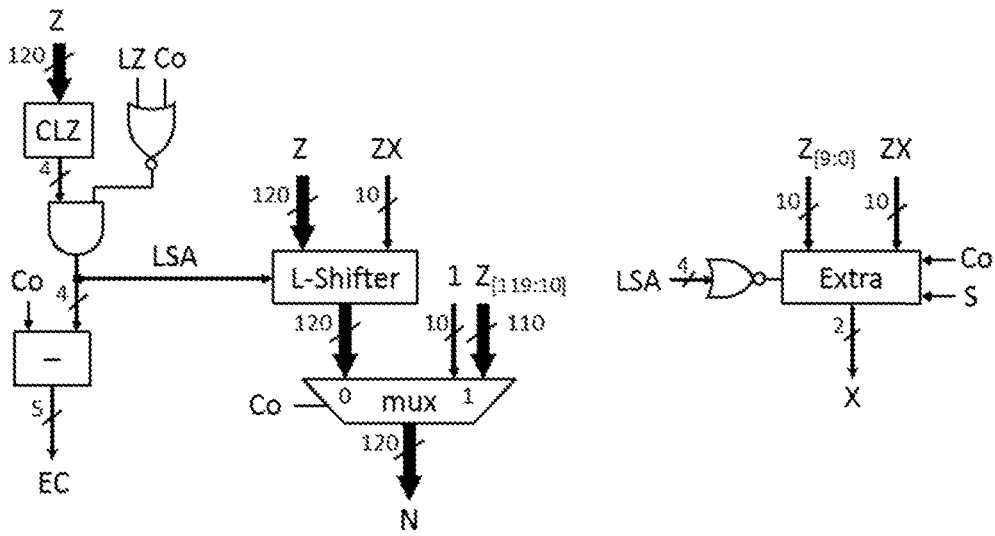 Z
120
LZ Co
CLZ
4
Z
ZX
120
10
LSA
L-Shifter
Co
4
120
1 Z[119:10]
10
110
−
0
mux
1
Co
5
120
EC
N
Z[9:0]
ZX
10
10
LSA
4
Extra
Co
S
2
X